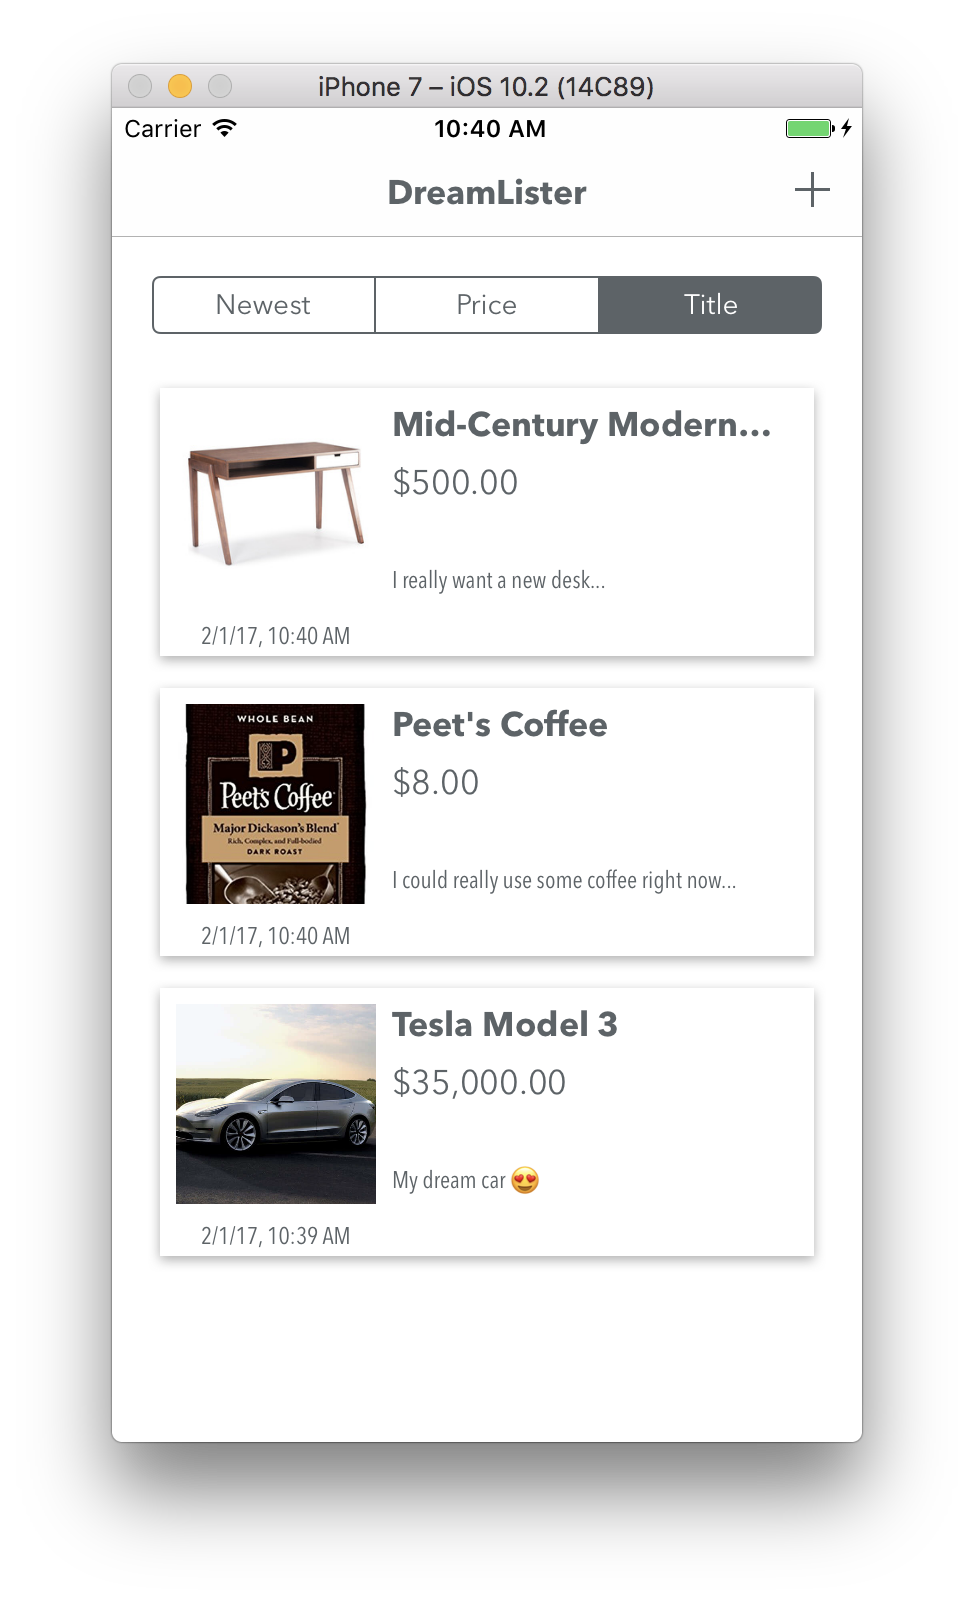 iPhone 7 – iOS 10.2 (14C89)
Carrier 10:40 AM
DreamLister
Newest Price Title
Mid-Century Modern...
$500.00
I really want a new desk...
2/1/17, 10:40 AM
WHOLE BEAN
P
Peet's Coffee
Major Dickason's Blend
Rich, Complex, and Full-bodied
DARK ROAST
Peet's Coffee
$8.00
I could really use some coffee right now...
2/1/17, 10:40 AM
Tesla Model 3
$35,000.00
My dream car 😍
2/1/17, 10:39 AM